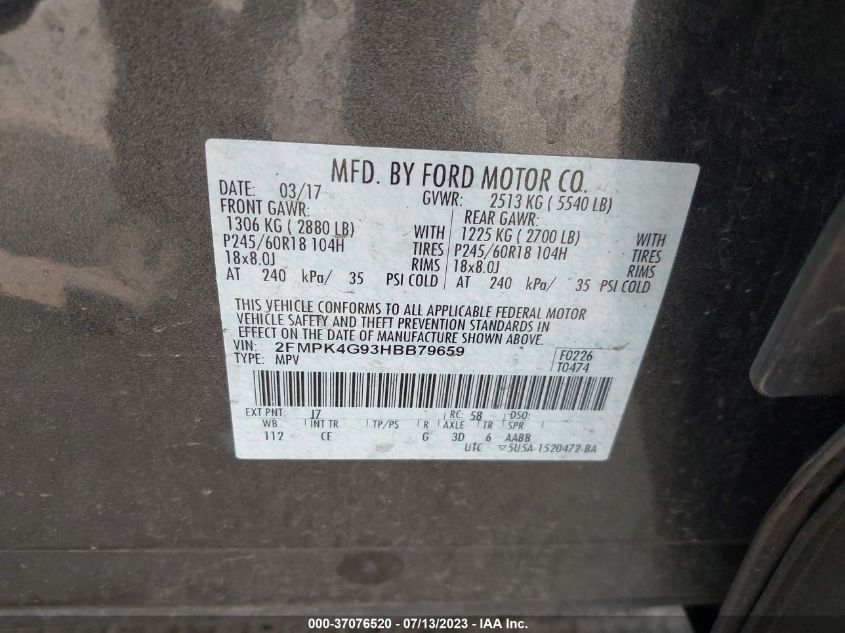 MFD. BY FORD MOTOR CO.
DATE: 03/17 GVWR: 2513 KG ( 5540 LB)
FRONT GAWR: REAR GAWR:
1306 KG ( 2880 LB) WITH 1225 KG ( 2700 LB) WITH
P245/60R18 104H TIRES P245/60R18 104H TIRES
18x8.0J RIMS 18x8.0J RIMS
AT 240 kPa/ 35 PSI COLD AT 240 kPa/ 35 PSI COLD
THIS VEHICLE CONFORMS TO ALL APPLICABLE FEDERAL MOTOR
VEHICLE SAFETY AND THEFT PREVENTION STANDARDS IN
EFFECT ON THE DATE OF MANUFACTURE SHOWN ABOVE.
VIN: 2FMPK4G93HBB79659 F0226
TYPE: MPV T0474
EXT PNT: J7 RC: 58 DSO:
WB INT TR TP/PS R AXLE TR SPR
112 CE G 3D 6 AABB
UTC ▽5U5A-1520472-BA
000-37076520 - 07/13/2023 - IAA Inc.